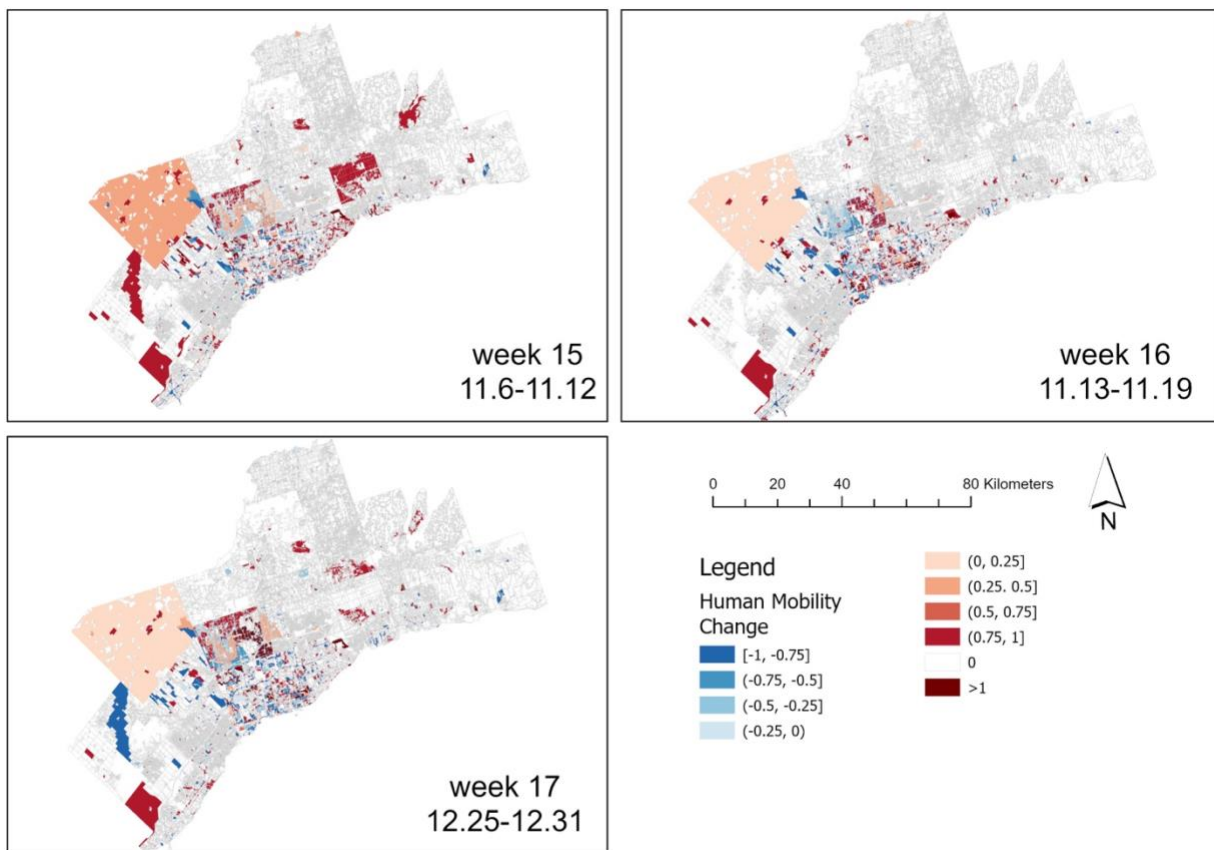 week 15
11.6-11.12
week 16
11.13-11.19
week 17
12.25-12.31
0 20 40 80 Kilometers
N
Legend
Human Mobility
Change
[-1, -0.75]
(-0.75, -0.5]
(-0.5, -0.25]
(-0.25, 0)
(0, 0.25]
(0.25. 0.5]
(0.5, 0.75]
(0.75, 1]
0
>1